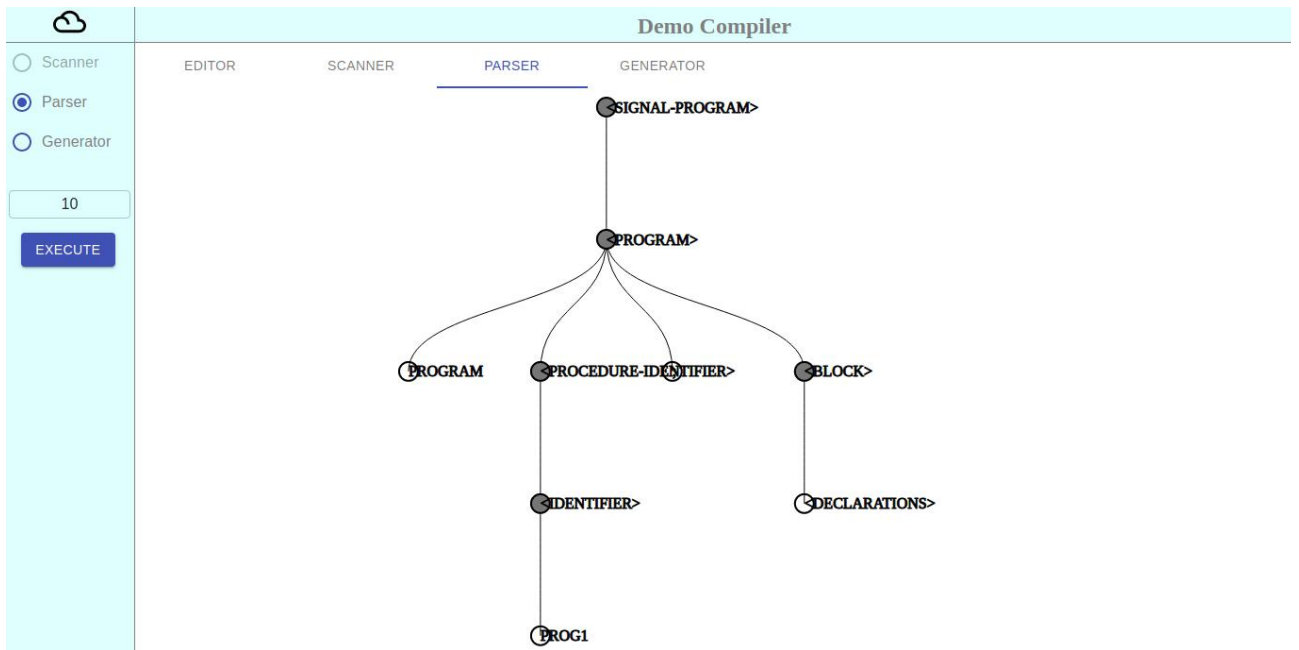 Demo Compiler
Scanner
Parser
Generator
10
EXECUTE
EDITOR SCANNER PARSER GENERATOR
<SIGNAL-PROGRAM>
<PROGRAM>
PROGRAM <PROCEDURE-IDENTIFIER> <BLOCK>
<IDENTIFIER> <DECLARATIONS>
PROG1